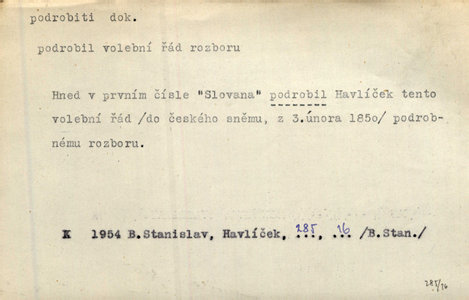 podrobiti dok.
podrobil volební řád rozboru
Hned v prvním čísle "Slovana" podrobil Havlíček tento
volební řád /do českého sněmu, z 3.února 1850/ podrob-
nému rozboru.
K 1954 B.Stanislav, Havlíček, 285, 16 /B.Stan./
285/16